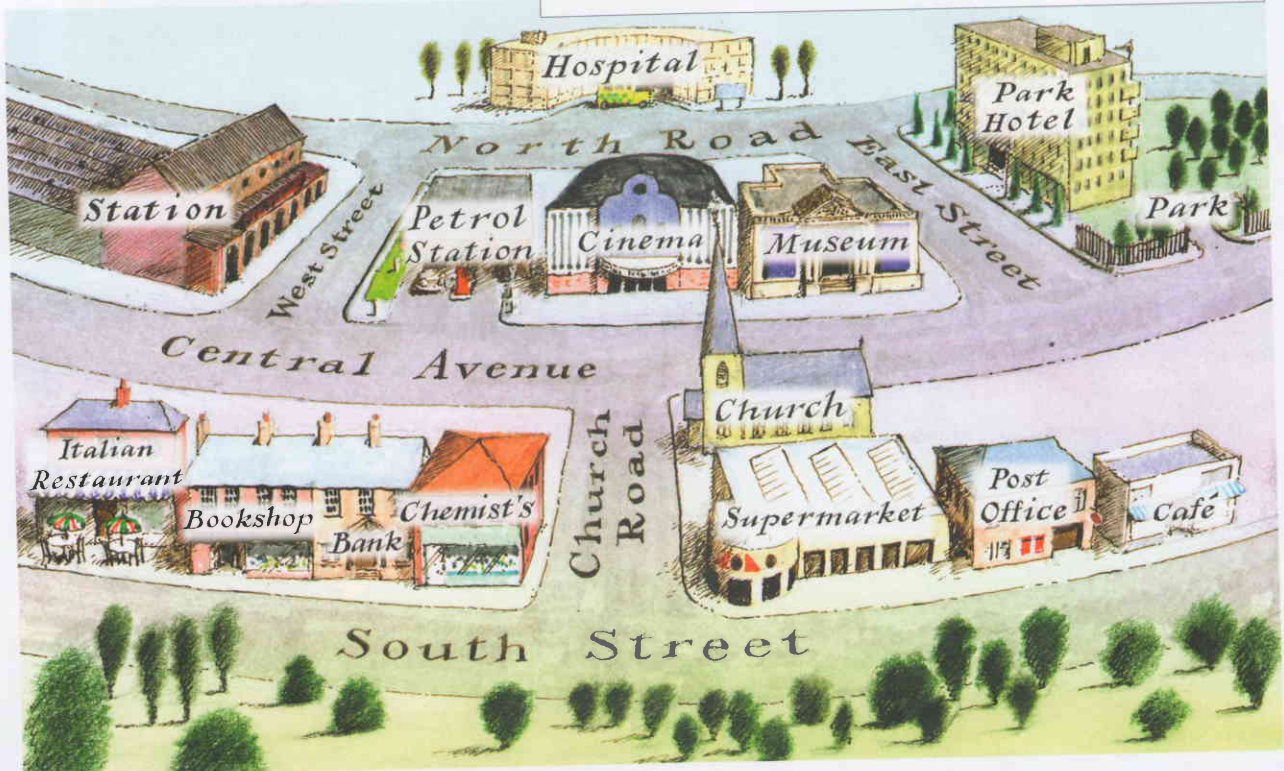 Hospital
Park
Hotel
North Road
East Street
Station
West Street
Petrol
Station
Cinema
Museum
Park
Central Avenue
Church
Road
Church
Italian
Restaurant
Bookshop
Bank
Chemist's
Supermarket
Post
Office
Café
South Street